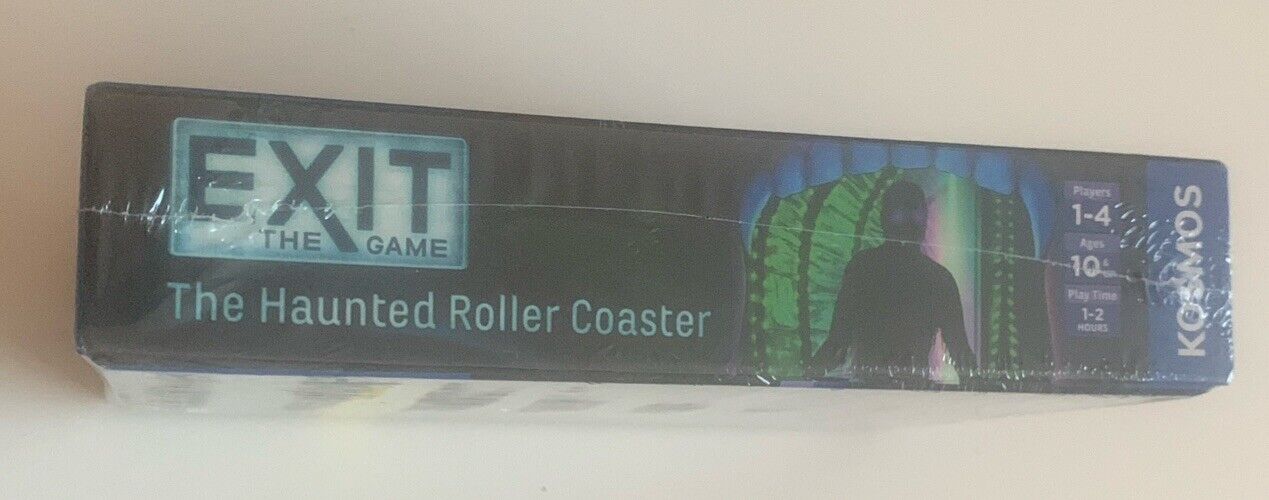 EXIT
THE GAME
The Haunted Roller Coaster
Players
1-4
Ages
10 &
Play Time
1-2
HOURS
KOSMOS